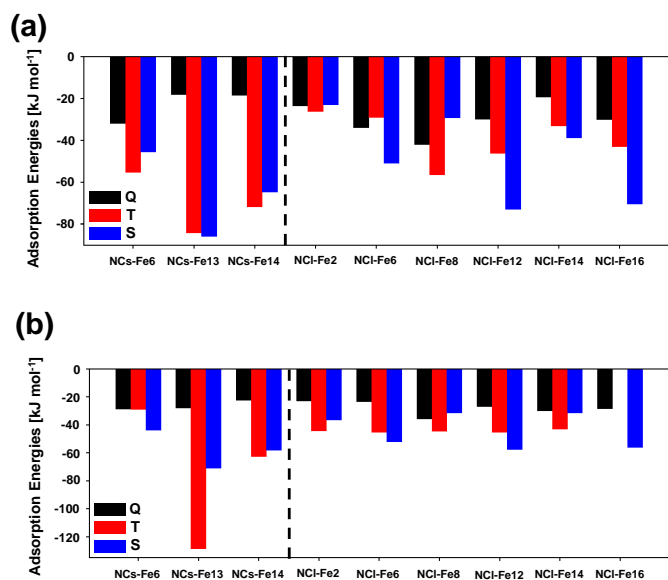 (a)
Adsorption Energies [kJ mol⁻¹]
0
-20
-40
-60
-80
Q
T
S
NCs-Fe6 NCs-Fe13 NCs-Fe14 NCl-Fe2 NCl-Fe6 NCl-Fe8 NCl-Fe12 NCl-Fe14 NCl-Fe16
(b)
Adsorption Energies [kJ mol⁻¹]
0
-20
-40
-60
-80
-100
-120
Q
T
S
NCs-Fe6 NCs-Fe13 NCs-Fe14 NCl-Fe2 NCl-Fe6 NCl-Fe8 NCl-Fe12 NCl-Fe14 NCl-Fe16